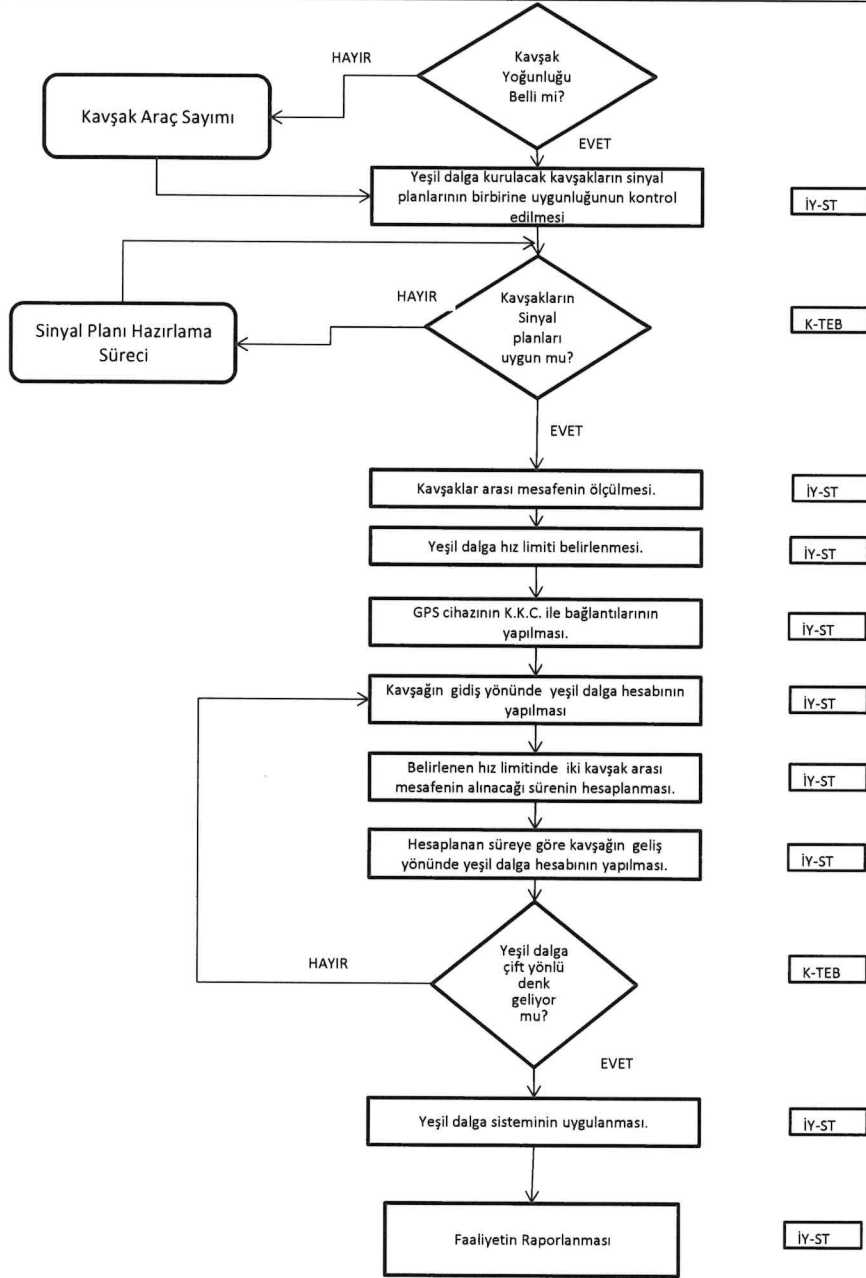 Kavşak
Yoğunluğu
Belli mi?
HAYIR
Kavşak Araç Sayımı
EVET
Yeşil dalga kurulacak kavşakların sinyal
planlarının birbirine uygunluğunun kontrol
edilmesi
İY-ST
HAYIR
Kavşakların
Sinyal
planları
uygun mu?
K-TEB
Sinyal Planı Hazırlama
Süreci
EVET
Kavşaklar arası mesafenin ölçülmesi.
İY-ST
Yeşil dalga hız limiti belirlenmesi.
İY-ST
GPS cihazının K.K.C. ile bağlantılarının
yapılması.
İY-ST
Kavşağın gidiş yönünde yeşil dalga hesabının
yapılması
İY-ST
Belirlenen hız limitinde iki kavşak arası
mesafenin alınacağı sürenin hesaplanması.
İY-ST
Hesaplanan süreye göre kavşağın geliş
yönünde yeşil dalga hesabının yapılması.
İY-ST
Yeşil dalga
çift yönlü
denk
geliyor
mu?
HAYIR
K-TEB
EVET
Yeşil dalga sisteminin uygulanması.
İY-ST
Faaliyetin Raporlanması
İY-ST